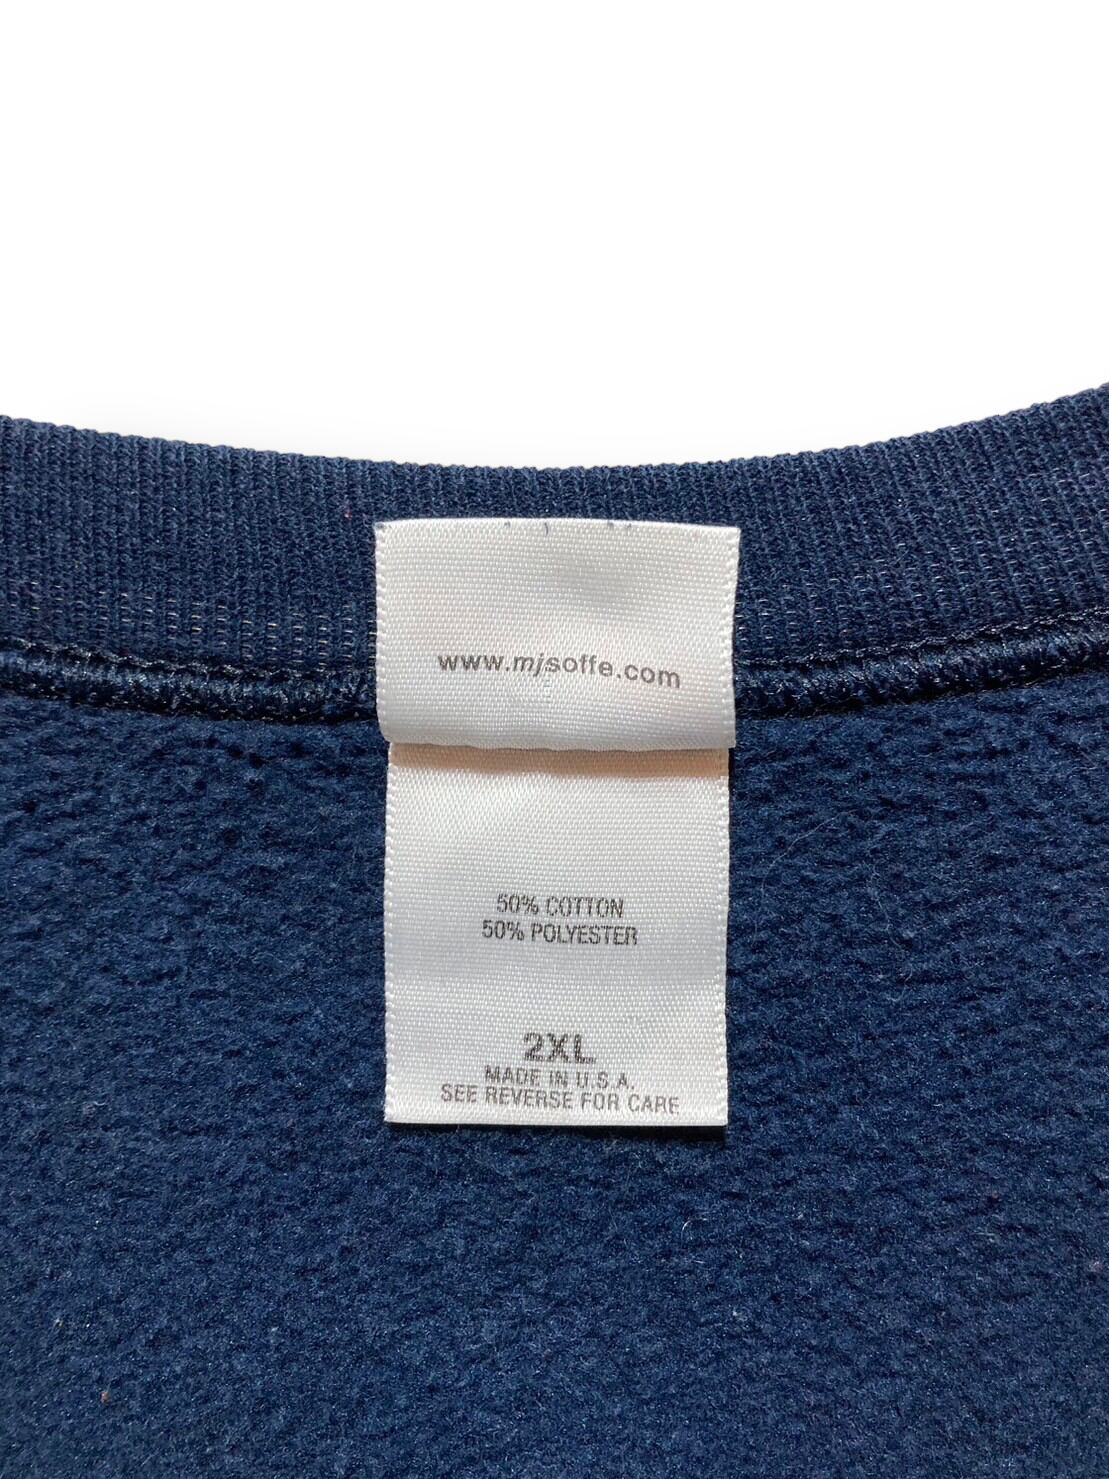 www.mjsoffe.com
50% COTTON
50% POLYESTER
2XL
MADE IN U.S.A.
SEE REVERSE FOR CARE